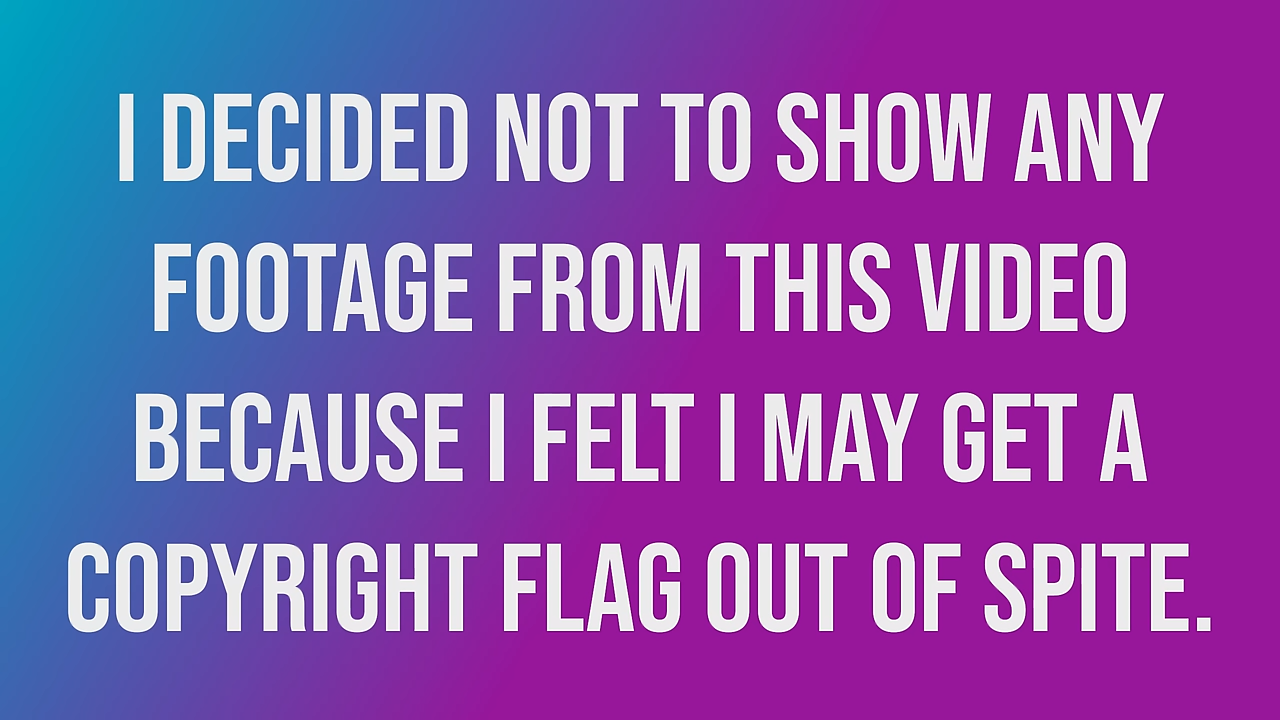 I DECIDED NOT TO SHOW ANY
FOOTAGE FROM THIS VIDEO
BECAUSE I FELT I MAY GET A
COPYRIGHT FLAG OUT OF SPITE.